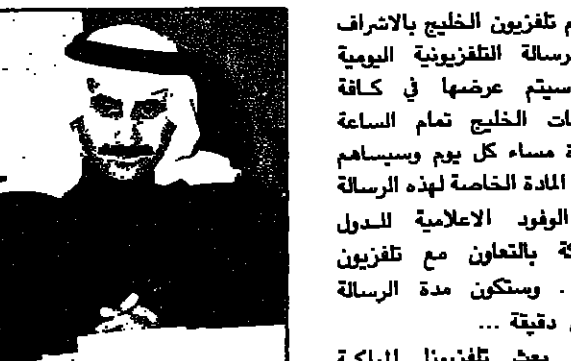 م تلفزيون الخليج بالاشراف
رسالة التلفزيونية اليومية
سيتم عرضها في كافة
ات الخليج تمام الساعة
ة مساء كل يوم وسيساهم
المادة الخاصة لهذه الرسالة
الوفود الاعلامية للدول
كة بالتعاون مع تلفزيون
. وستكون مدة الرسالة
دقيقة ...